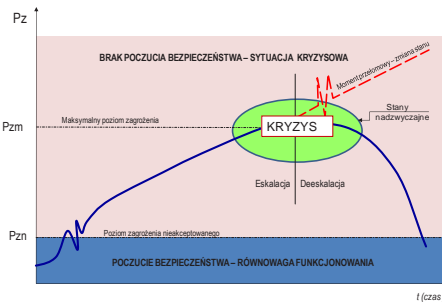 Pz
BRAK POCZUCIA BEZPIECZEŃSTWA – SYTUACJA KRYZYSOWA
Moment przełomowy – zmiana stanu
Stany
nadzwyczajne
Maksymalny poziom zagrożenia
Pzm
KRYZYS
Eskalacja
Deeskalacja
Poziom zagrożenia nieakceptowanego
Pzn
POCZUCIE BEZPIECZEŃSTWA – RÓWNOWAGA FUNKCJONOWANIA
t (czas